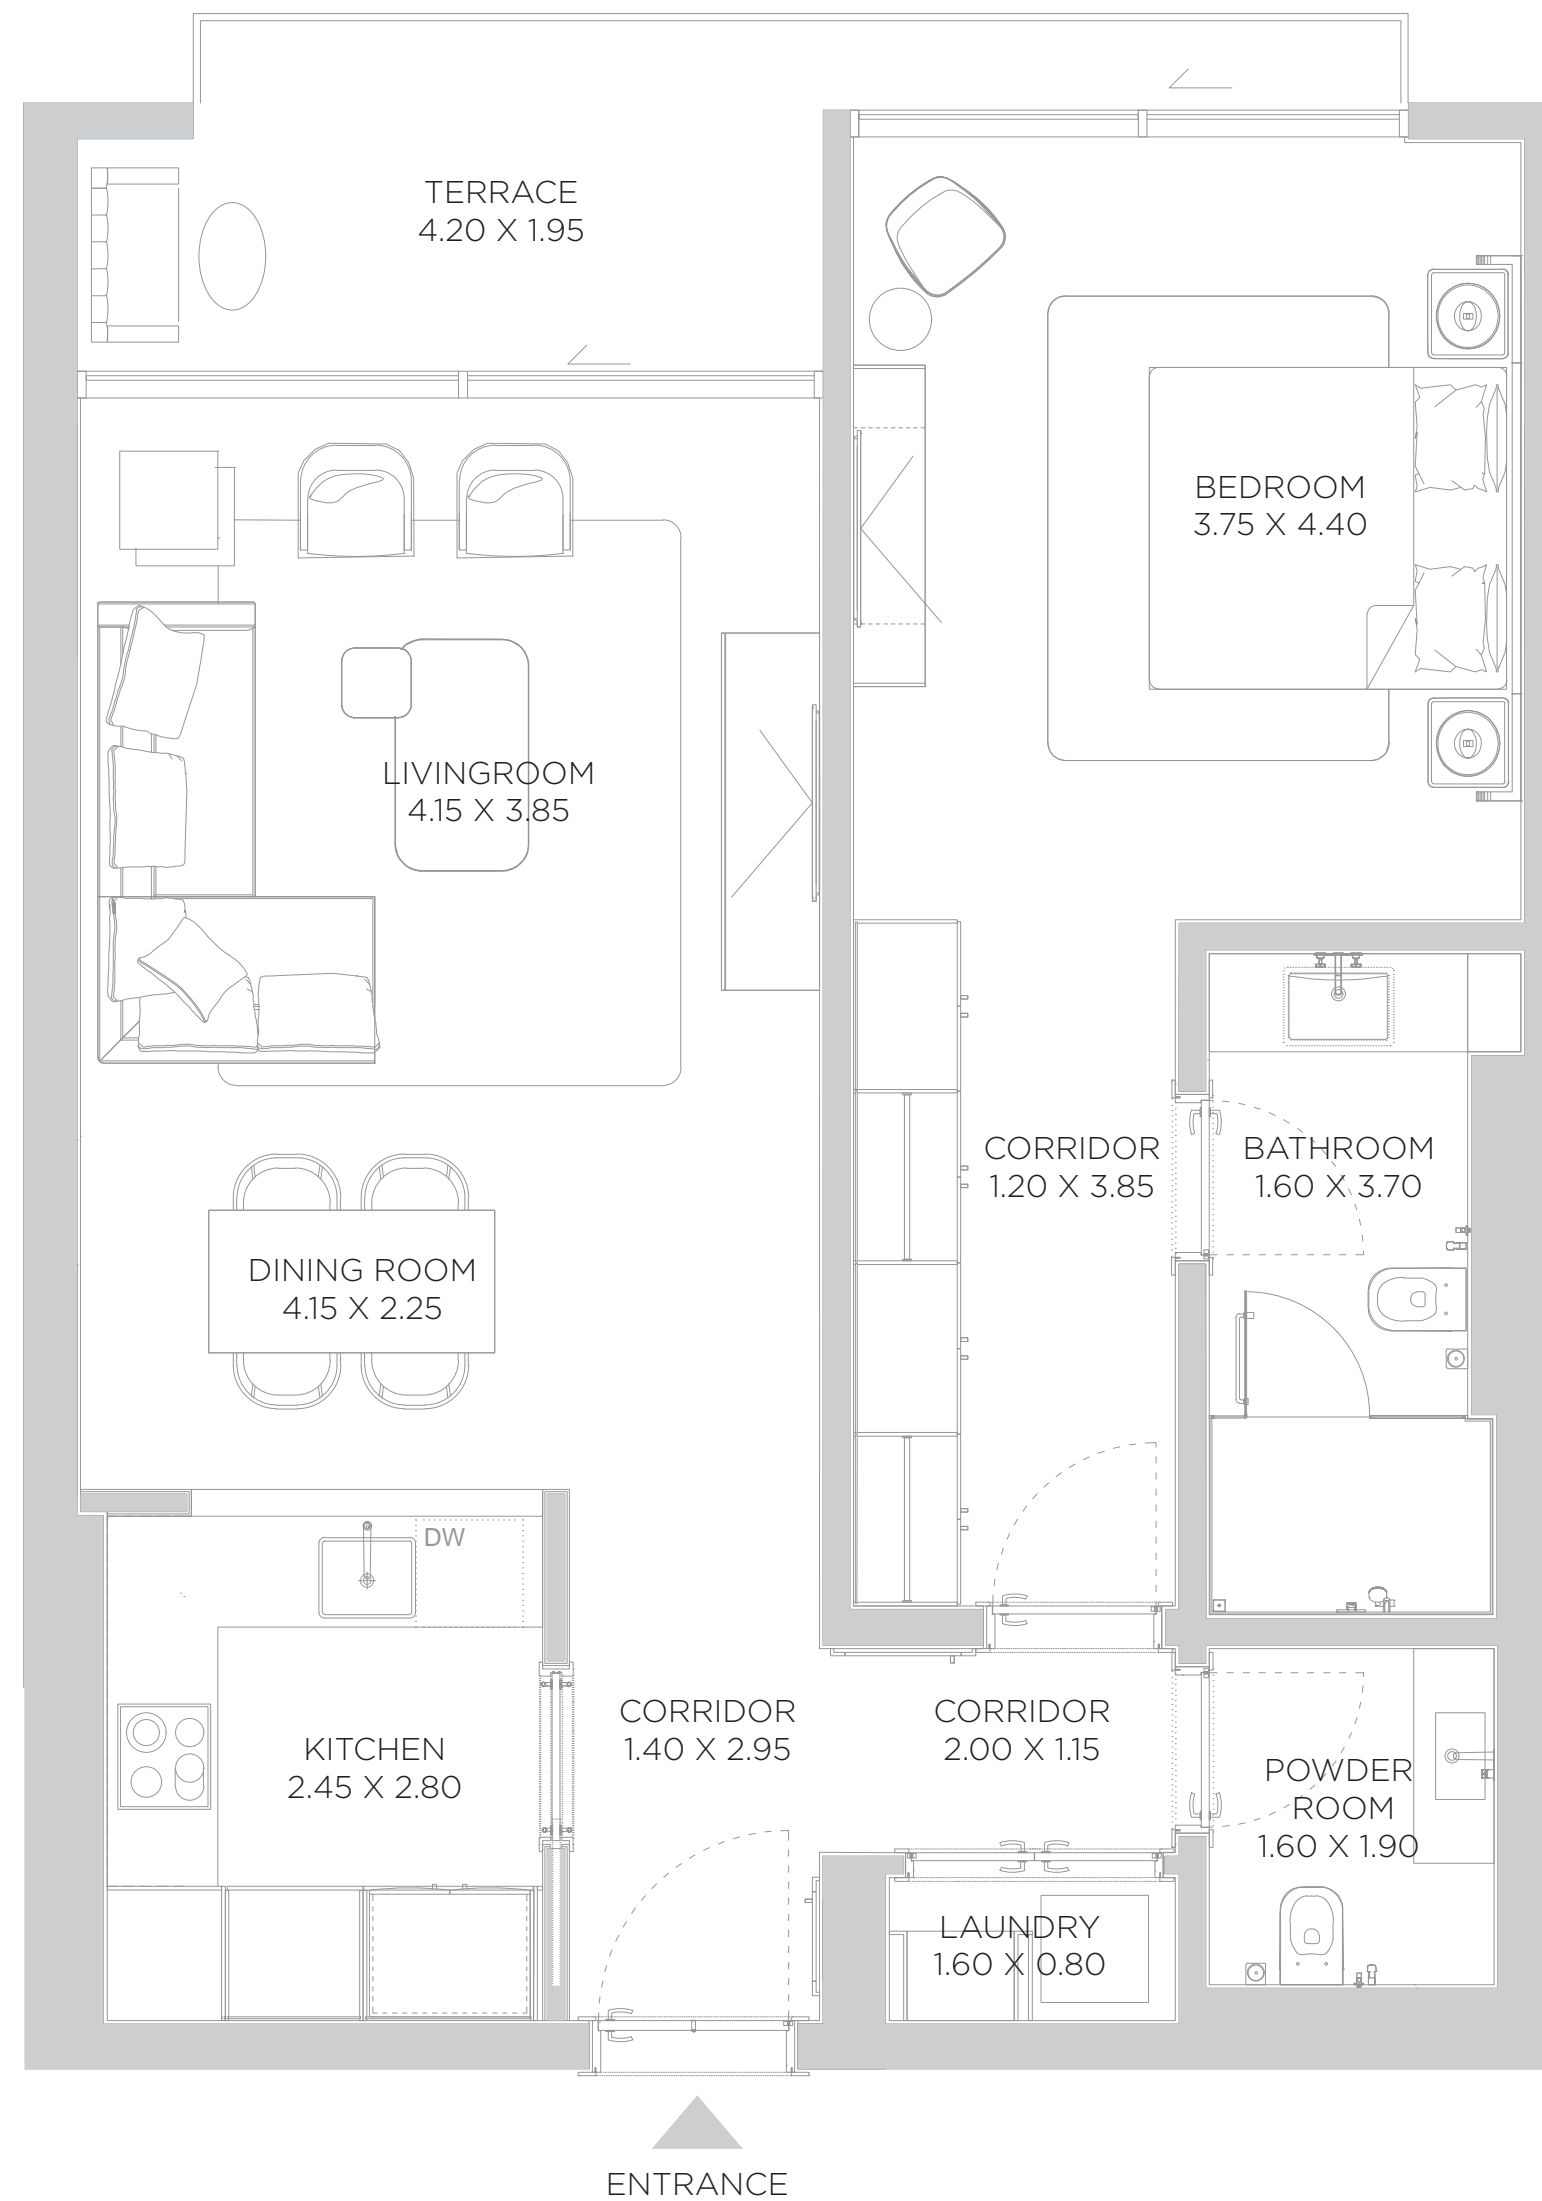 TERRACE
4.20 X 1.95
BEDROOM
3.75 X 4.40
LIVINGROOM
4.15 X 3.85
CORRIDOR
1.20 X 3.85
BATHROOM
1.60 X 3.70
DINING ROOM
4.15 X 2.25
DW
CORRIDOR
1.40 X 2.95
CORRIDOR
2.00 X 1.15
KITCHEN
2.45 X 2.80
POWDER
ROOM
1.60 X 1.90
LAUNDRY
1.60 X 0.80
ENTRANCE